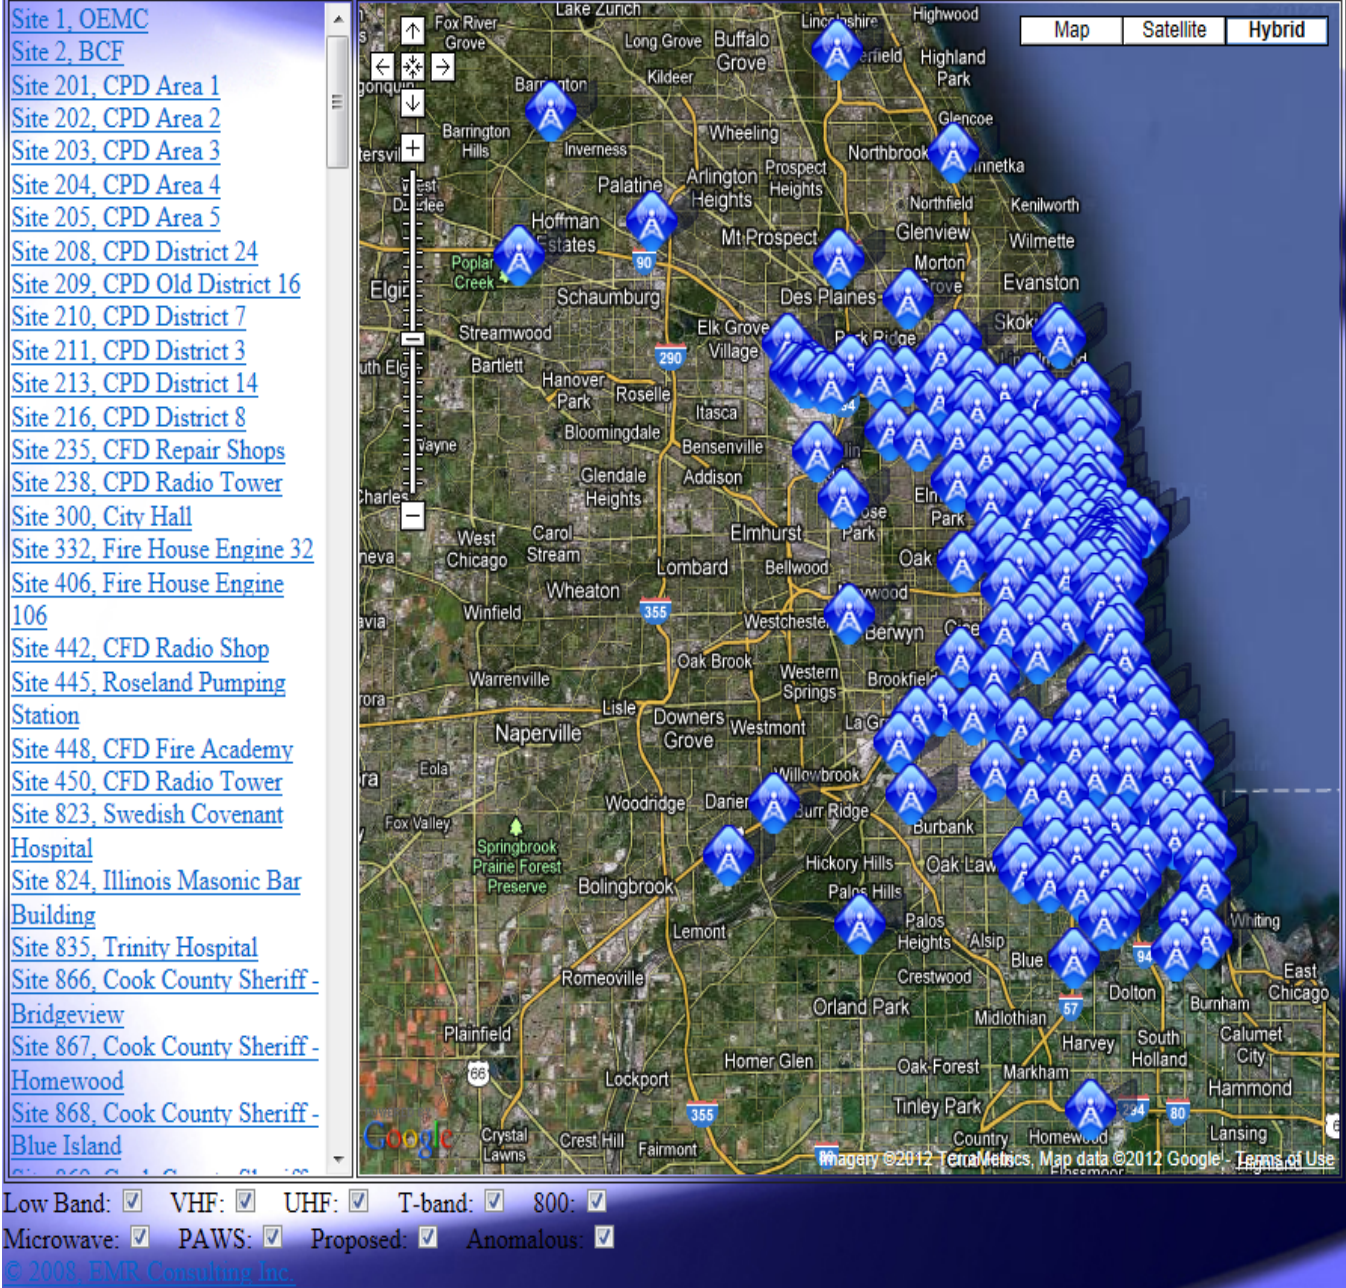 Site 1, OEMC
Site 2, BCF
Site 201, CPD Area 1
Site 202, CPD Area 2
Site 203, CPD Area 3
Site 204, CPD Area 4
Site 205, CPD Area 5
Site 208, CPD District 24
Site 209, CPD Old District 16
Site 210, CPD District 7
Site 211, CPD District 3
Site 213, CPD District 14
Site 216, CPD District 8
Site 235, CFD Repair Shops
Site 238, CPD Radio Tower
Site 300, City Hall
Site 332, Fire House Engine 32
Site 406, Fire House Engine
106
Site 442, CFD Radio Shop
Site 445, Roseland Pumping
Station
Site 448, CFD Fire Academy
Site 450, CFD Radio Tower
Site 823, Swedish Covenant
Hospital
Site 824, Illinois Masonic Bar
Building
Site 835, Trinity Hospital
Site 866, Cook County Sheriff -
Bridgeview
Site 867, Cook County Sheriff -
Homewood
Site 868, Cook County Sheriff -
Blue Island
Map Satellite Hybrid
Lake Zurich
Fox River
Grove
Long Grove
Buffalo
Grove
Lincolnshire
Highwood
Highland
Park
Kildeer
Barrington
Glencoe
Barrington
Hills
Inverness
Wheeling
Northbrook
Palatine
Arlington
Heights
Prospect
Heights
Northfield
Kenilworth
Hoffman
Estates
Mt Prospect
Glenview
Wilmette
90
Poplar
Creek
Morton
Grove
Evanston
Schaumburg
Des Plaines
Streamwood
Elk Grove
Village
Park Ridge
Bartlett
290
Hanover
Park
Roselle
Itasca
Bloomingdale
Bensenville
Glendale
Heights
Addison
Elm
Park
West
Chicago
Carol
Stream
Elmhurst
Park
Oak
Lombard
Bellwood
Wheaton
Winfield
355
Westchester
Berwyn
Oak Brook
Warrenville
Western
Springs
Brookfield
Lisle
Downers
Grove
Westmont
La Gr
Naperville
Eola
Willowbrook
Woodridge
Darien
Burr Ridge
Fox Valley
Burbank
Springbrook
Prairie Forest
Preserve
Hickory Hills
Oak Law
Bolingbrook
Palos Hills
Whiting
Lemont
Palos
Heights
Alsip
Blue
94
East
Chicago
Romeoville
Crestwood
Dolton
Burnham
Orland Park
57
Midlothian
Plainfield
Harvey
South
Holland
Calumet
City
Homer Glen
Oak Forest
Markham
66
Lockport
Hammond
355
Tinley Park
294
80
Google
Crystal
Lawns
Crest Hill
Fairmont
Country
Homewood
Lansing
80
Imagery ©2012 TerraMetrics, Map data ©2012 Google - Terms of Use
Low Band: VHF: UHF: T-band: 800:
Microwave: PAWS: Proposed: Anomalous:
© 2008, EMR Consulting Inc.